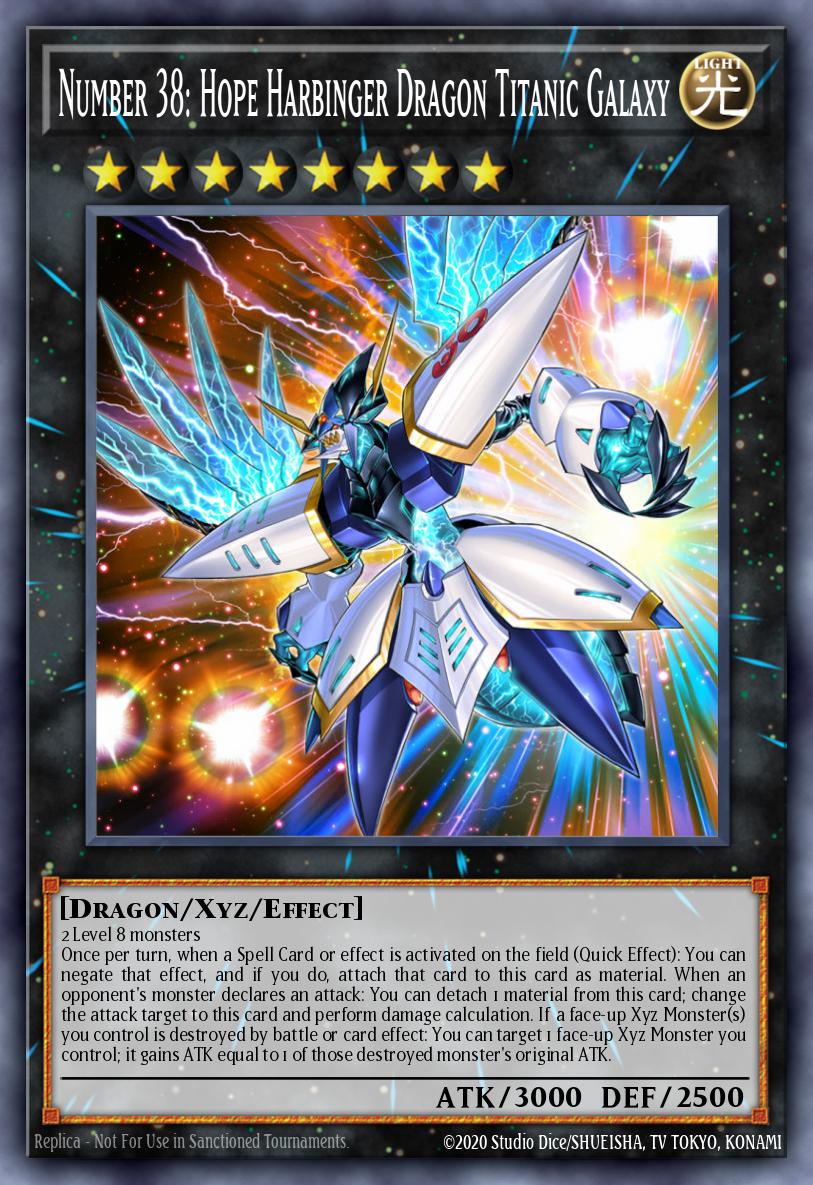 Number 38: Hope Harbinger Dragon Titanic Galaxy
LIGHT
光
[Dragon/Xyz/Effect]
2 Level 8 monsters
Once per turn, when a Spell Card or effect is activated on the field (Quick Effect): You can
negate that effect, and if you do, attach that card to this card as material. When an
opponent's monster declares an attack: You can detach 1 material from this card; change
the attack target to this card and perform damage calculation. If a face-up Xyz Monster(s)
you control is destroyed by battle or card effect: You can target 1 face-up Xyz Monster you
control; it gains ATK equal to 1 of those destroyed monster's original ATK.
ATK/3000 DEF/2500
Replica - Not For Use in Sanctioned Tournaments.
©2020 Studio Dice/SHUEISHA, TV TOKYO, KONAMI